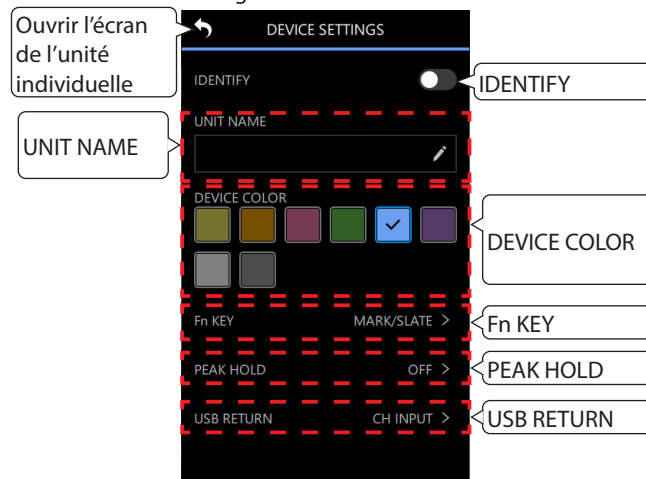 Ouvrir l'écran
de l'unité
individuelle
DEVICE SETTINGS
IDENTIFY
IDENTIFY
UNIT NAME
UNIT NAME
DEVICE COLOR
DEVICE COLOR
Fn KEY
MARK/SLATE >
Fn KEY
PEAK HOLD
OFF >
PEAK HOLD
USB RETURN
CH INPUT >
USB RETURN